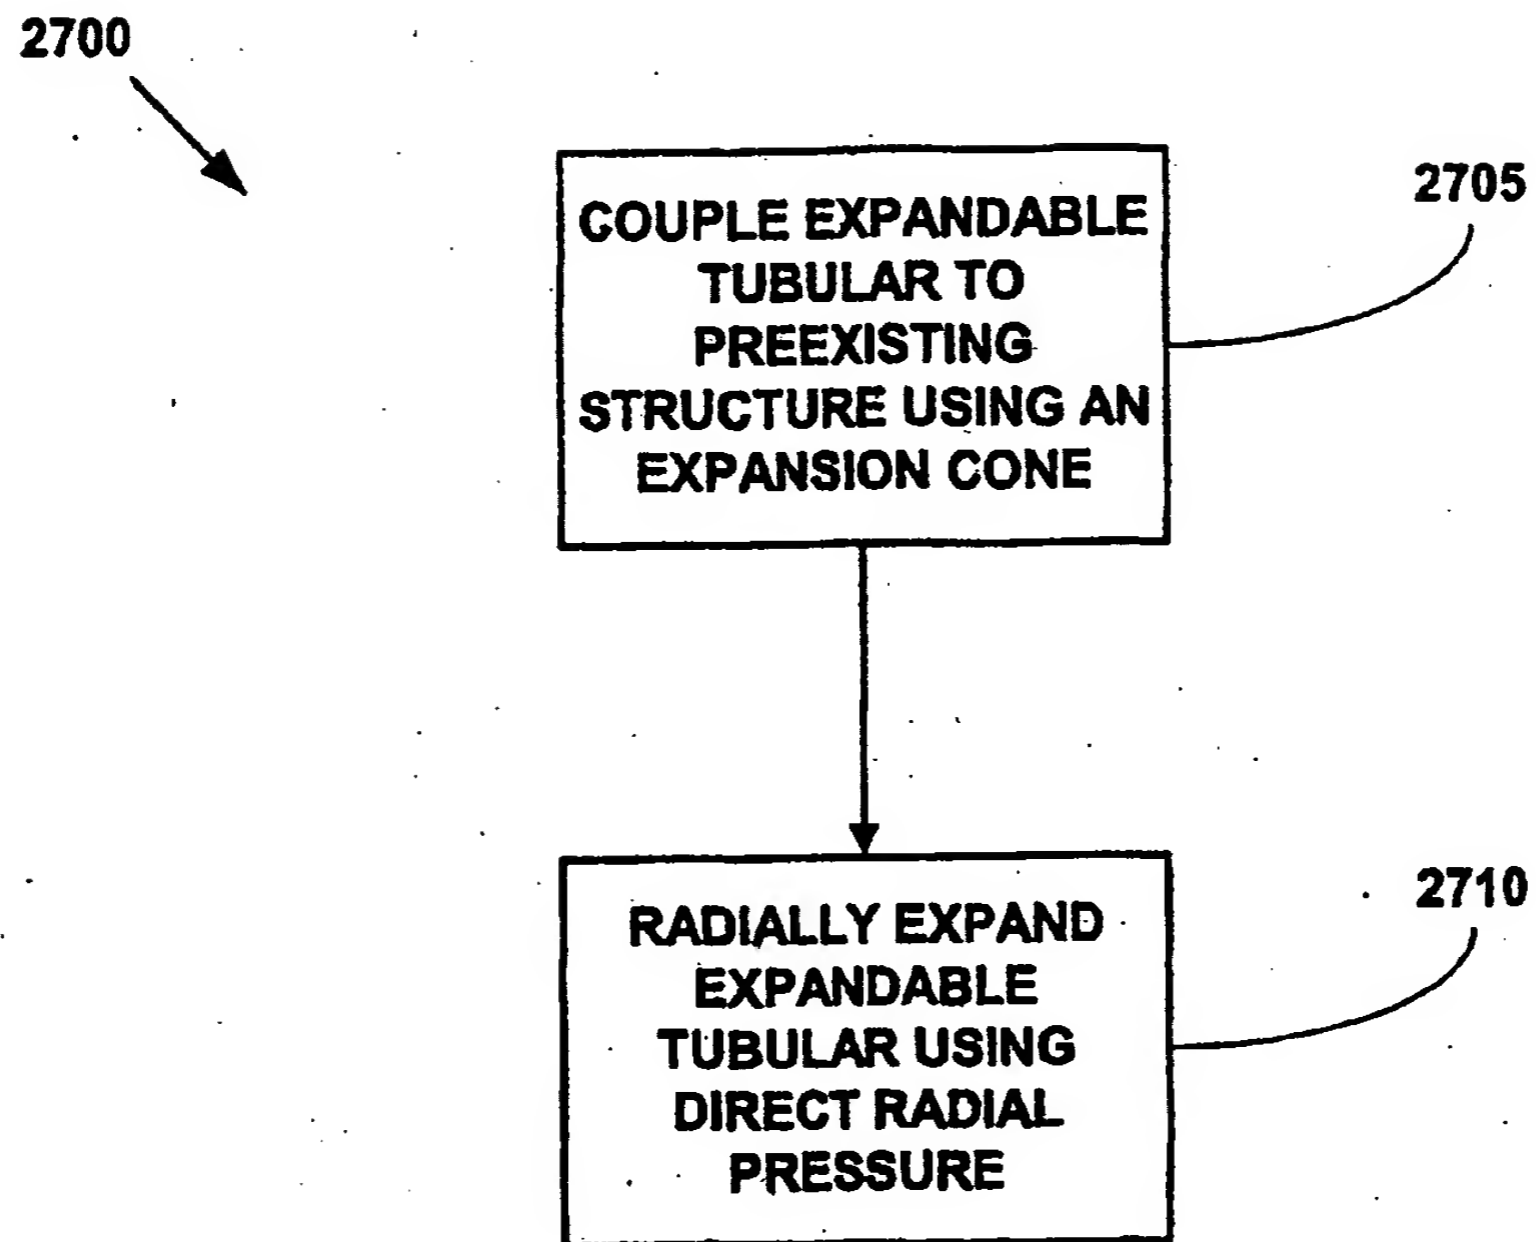 2700
COUPLE EXPANDABLE
TUBULAR TO
PREEXISTING
STRUCTURE USING AN
EXPANSION CONE
2705
RADIALLY EXPAND
EXPANDABLE
TUBULAR USING
DIRECT RADIAL
PRESSURE
2710